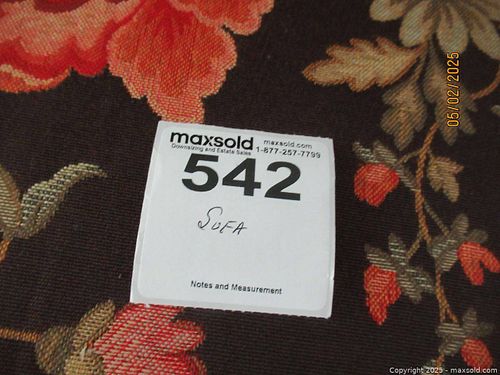 maxsold maxsold.com
Downsizing and Estate Sales 1-877-257-7799
542
SOFA
Notes and Measurement
05/02/2025
Copyright 2025 - maxsold.com